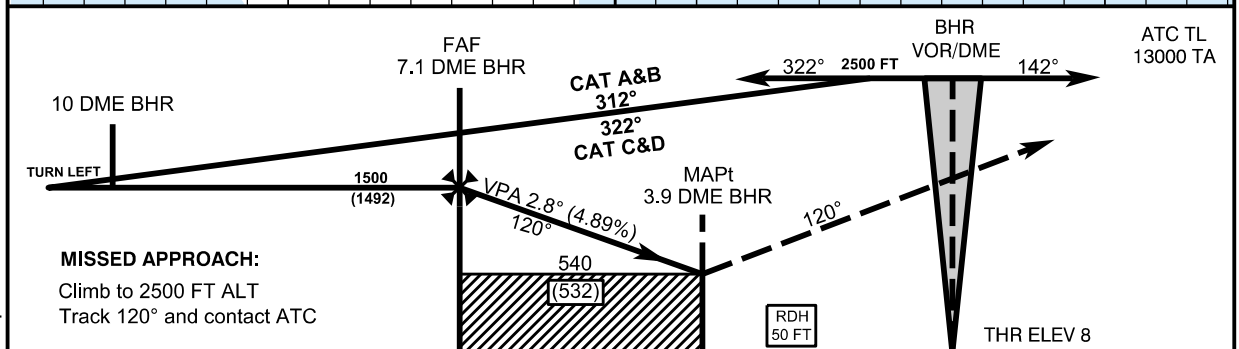 BHR
VOR/DME
ATC TL
13000 TA
FAF
7.1 DME BHR
322°
2500 FT
142°
CAT A&B
312°
322°
CAT C&D
10 DME BHR
TURN LEFT
1500
(1492)
VPA 2.8° (4.89%)
120°
MAPt
3.9 DME BHR
120°
540
(532)
MISSED APPROACH:
Climb to 2500 FT ALT
Track 120° and contact ATC
RDH
50 FT
THR ELEV 8